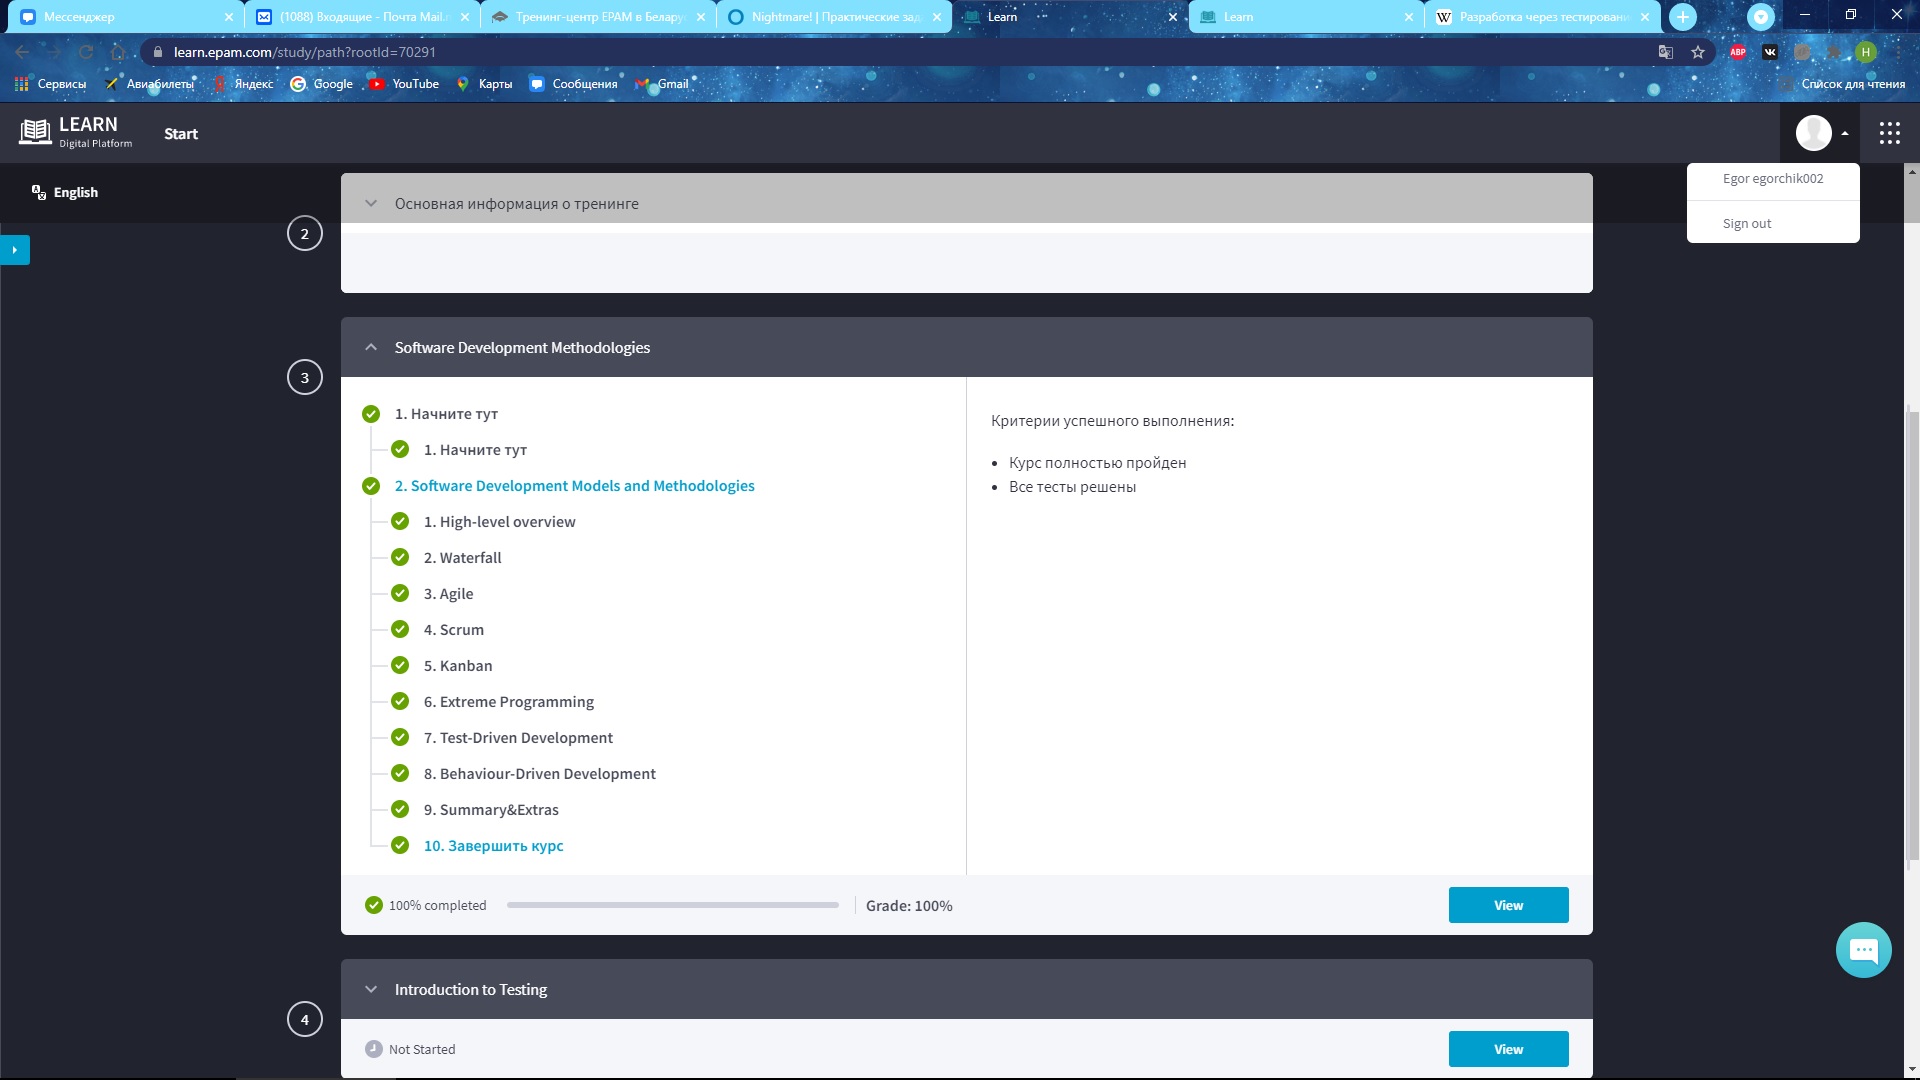 Мессенджер
(1088) Входящие - Почта Mail.r
Тренинг-центр EPAM в Белару
Nightmare! | Практические зад
Learn
Learn
Разработка через тестировани
learn.epam.com/study/path?rootId=70291
ABP
H
Сервисы
Авиабилеты
Яндекс
Google
YouTube
Карты
Сообщения
Gmail
Список для чтения
LEARN
Digital Platform
Start
Egor egorchik002
Sign out
English
Основная информация о тренинге
2
Software Development Methodologies
3
1. Начните тут
1. Начните тут
2. Software Development Models and Methodologies
1. High-level overview
2. Waterfall
3. Agile
4. Scrum
5. Kanban
6. Extreme Programming
7. Test-Driven Development
8. Behaviour-Driven Development
9. Summary&Extras
10. Завершить курс
Критерии успешного выполнения:
Курс полностью пройден
Все тесты решены
100% completed
Grade: 100%
View
Introduction to Testing
4
Not Started
View